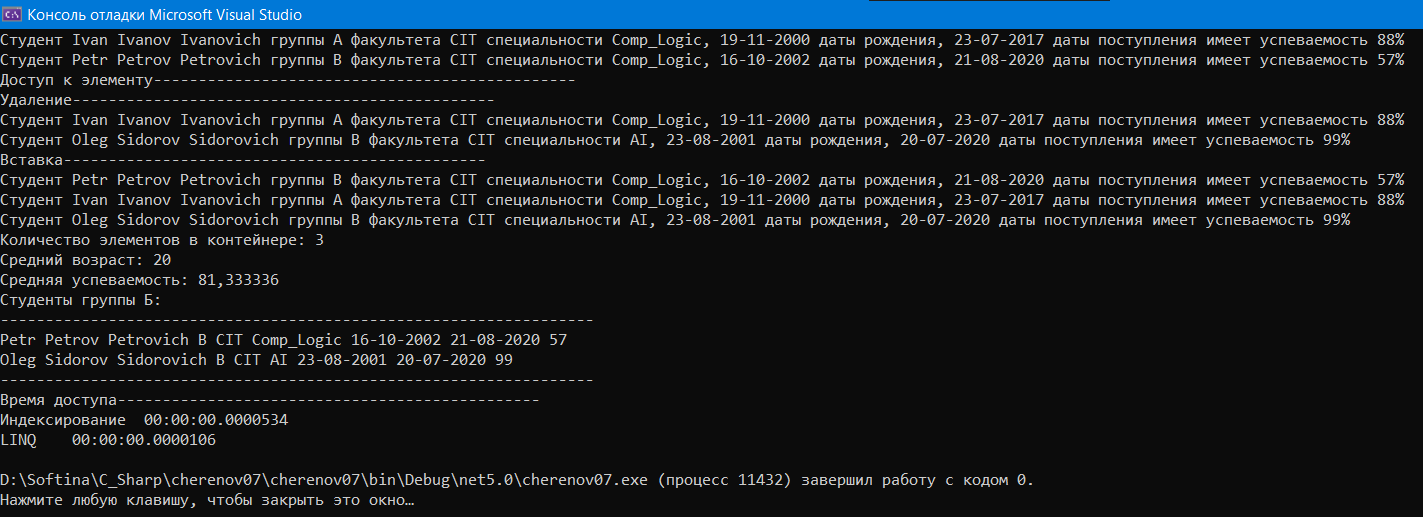 Консоль отладки Microsoft Visual Studio
Студент Ivan Ivanov Ivanovich группы A факультета CIT специальности Comp_Logic, 19-11-2000 даты рождения, 23-07-2017 даты поступления имеет успеваемость 88%
Студент Petr Petrov Petrovich группы B факультета CIT специальности Comp_Logic, 16-10-2002 даты рождения, 21-08-2020 даты поступления имеет успеваемость 57%
Доступ к элементу-----------------------------------------------
Удаление-----------------------------------------------
Студент Ivan Ivanov Ivanovich группы A факультета CIT специальности Comp_Logic, 19-11-2000 даты рождения, 23-07-2017 даты поступления имеет успеваемость 88%
Студент Oleg Sidorov Sidorovich группы B факультета CIT специальности AI, 23-08-2001 даты рождения, 20-07-2020 даты поступления имеет успеваемость 99%
Вставка-----------------------------------------------
Студент Petr Petrov Petrovich группы B факультета CIT специальности Comp_Logic, 16-10-2002 даты рождения, 21-08-2020 даты поступления имеет успеваемость 57%
Студент Ivan Ivanov Ivanovich группы A факультета CIT специальности Comp_Logic, 19-11-2000 даты рождения, 23-07-2017 даты поступления имеет успеваемость 88%
Студент Oleg Sidorov Sidorovich группы B факультета CIT специальности AI, 23-08-2001 даты рождения, 20-07-2020 даты поступления имеет успеваемость 99%
Количество элементов в контейнере: 3
Средний возраст: 20
Средняя успеваемость: 81,333336
Студенты группы Б:
------------------------------------------------------------------
Petr Petrov Petrovich B CIT Comp_Logic 16-10-2002 21-08-2020 57
Oleg Sidorov Sidorovich B CIT AI 23-08-2001 20-07-2020 99
------------------------------------------------------------------
Время доступа-----------------------------------------------
Индексирование  00:00:00.0000534
LINQ    00:00:00.0000106
D:\Softina\C_Sharp\cherenov07\cherenov07\bin\Debug\net5.0\cherenov07.exe (процесс 11432) завершил работу с кодом 0.
Нажмите любую клавишу, чтобы закрыть это окно…